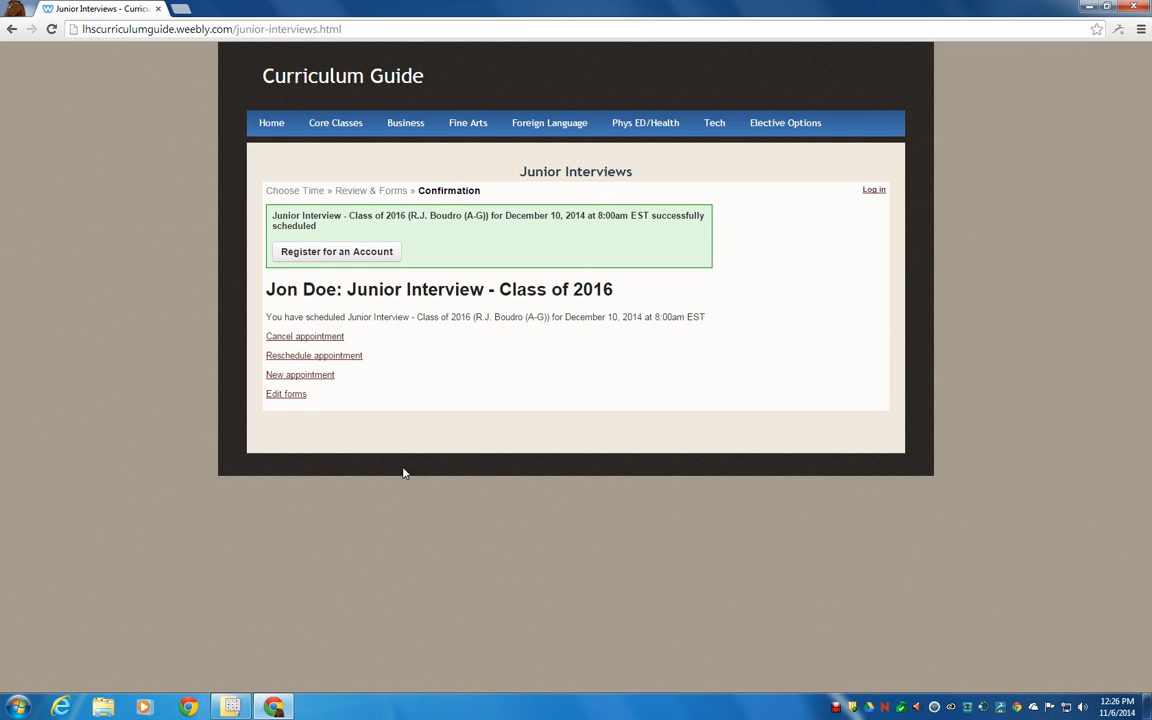 Junior Interviews - Curricu
lhscurriculumguide.weebly.com/junior-interviews.html
Curriculum Guide
Home Core Classes Business Fine Arts Foreign Language Phys ED/Health Tech Elective Options
Junior Interviews
Choose Time » Review & Forms » Confirmation Log in
Junior Interview - Class of 2016 (R.J. Boudro (A-G)) for December 10, 2014 at 8:00am EST successfully
scheduled
Register for an Account
Jon Doe: Junior Interview - Class of 2016
You have scheduled Junior Interview - Class of 2016 (R.J. Boudro (A-G)) for December 10, 2014 at 8:00am EST
Cancel appointment
Reschedule appointment
New appointment
Edit forms
12:26 PM
11/6/2014